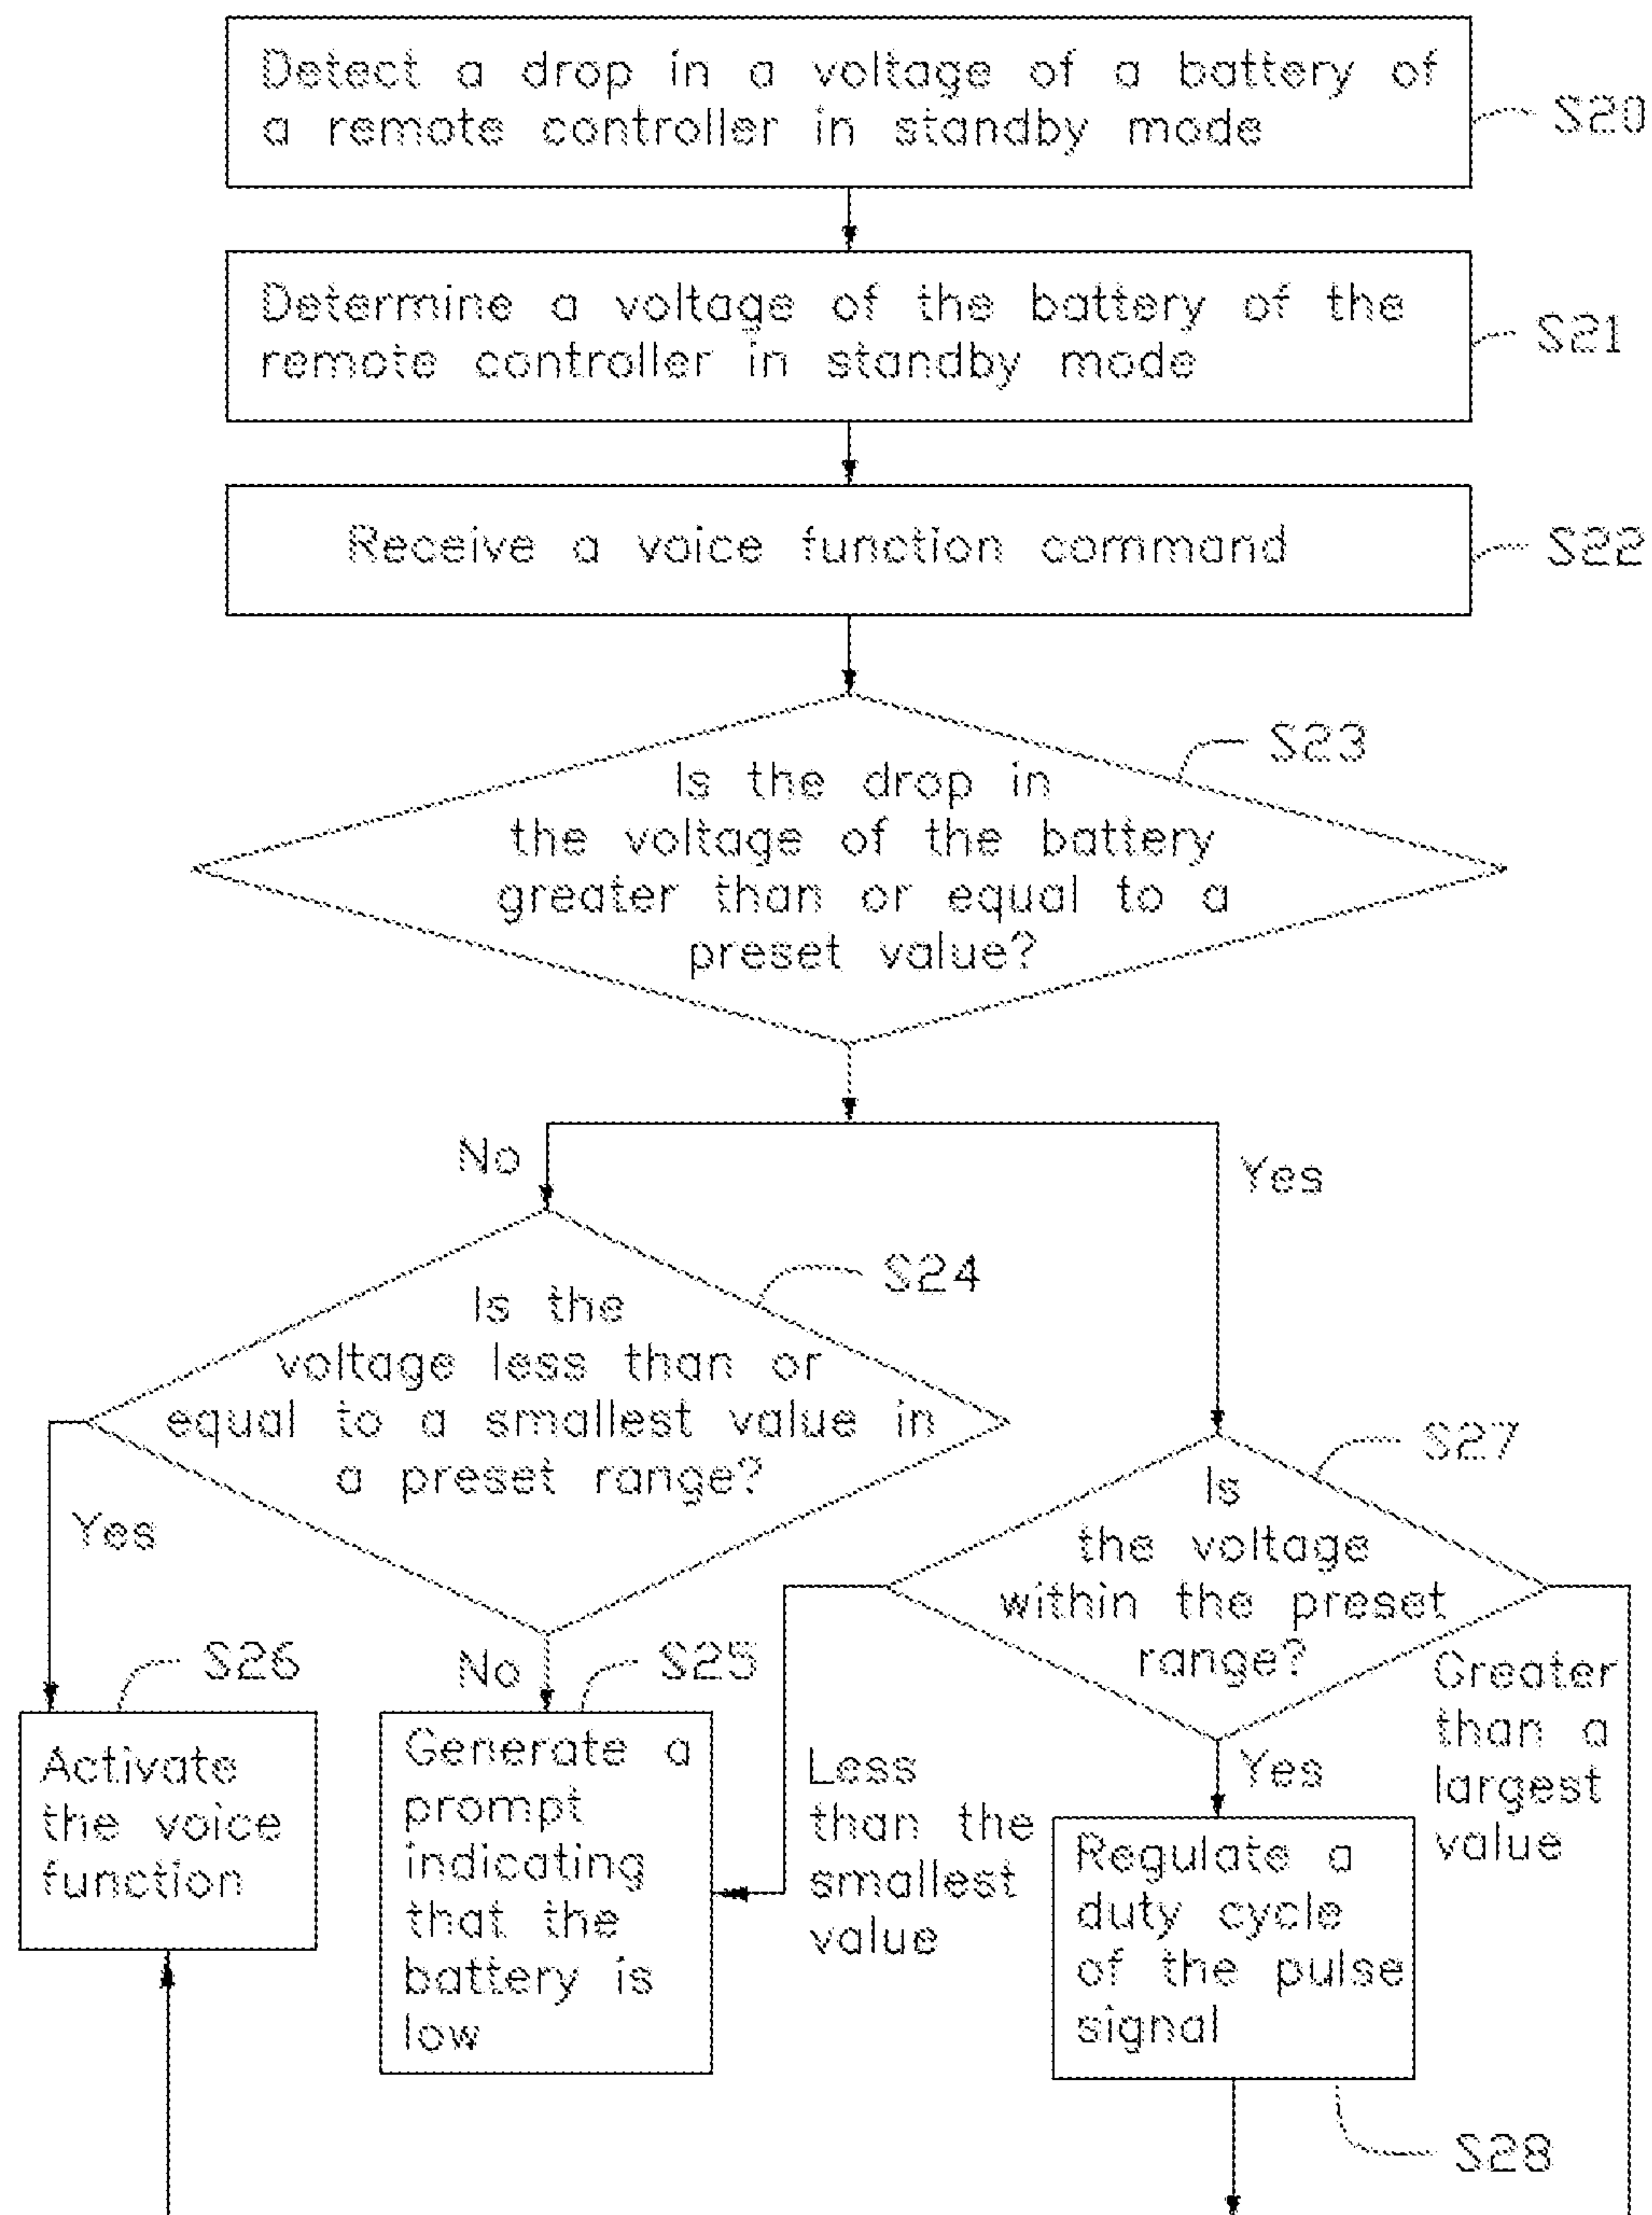 Detect a drop in a voltage of a battery of
a remote controller in standby mode
S20
Determine a voltage of the battery of the
remote controller in standby mode
S21
Receive a voice function command
S22
S23
Is the drop in
the voltage of the battery
greater than or equal to a
preset value?
No
Yes
S24
Is the
voltage less than or
equal to a smallest value in
a preset range?
Yes
No
S27
Is
the voltage
within the preset
range?
S26
Activate
the voice
function
S25
Generate a
prompt
indicating
that the
battery is
low
Less
than the
smallest
value
Yes
Greater
than a
largest
value
Regulate a
duty cycle
of the pulse
signal
S28